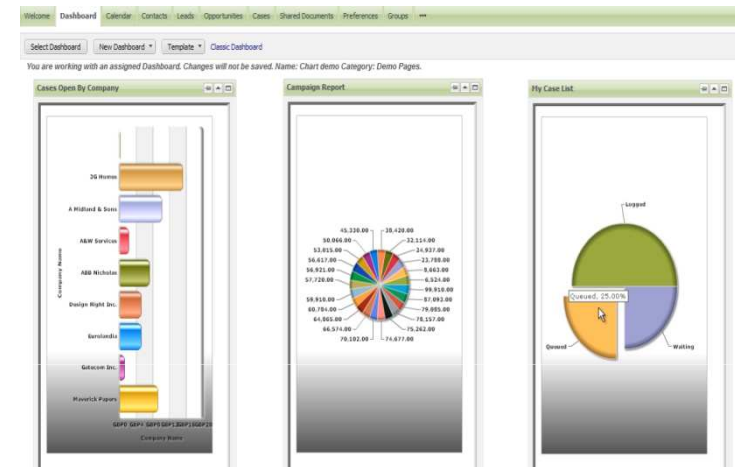 Welcome Dashboard Calendar Contacts Leads Opportunities Cases Shared Documents Preferences Groups
Select Dashboard New Dashboard Template Classic Dashboard
You are working with an assigned Dashboard. Changes will not be saved. Name: Chart demo Category: Demo Pages.
Cases Open By Company
2G Homes
A Midland & Sons
A&W Services
ABB Nicholas
Design Right Inc.
Eurolandia
Gatecom Inc.
Maverick Papers
Company Name
Company Name
Campaign Report
45,330.00
50,066.00
53,015.00
56,617.00
56,921.00
57,720.00
59,918.00
60,784.00
64,865.00
66,574.00
70,102.00
30,420.00
32,114.00
34,937.00
23,788.00
8,663.00
6,524.00
99,910.00
87,093.00
79,085.00
78,157.00
75,262.00
74,677.00
My Case List
Logged
Queued, 25.00%
Queued
Waiting